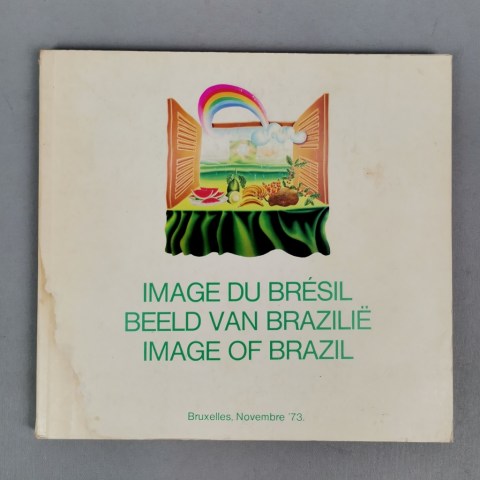 IMAGE DU BRÉSIL
BEELD VAN BRAZILIË
IMAGE OF BRAZIL
Bruxelles, Novembre '73.